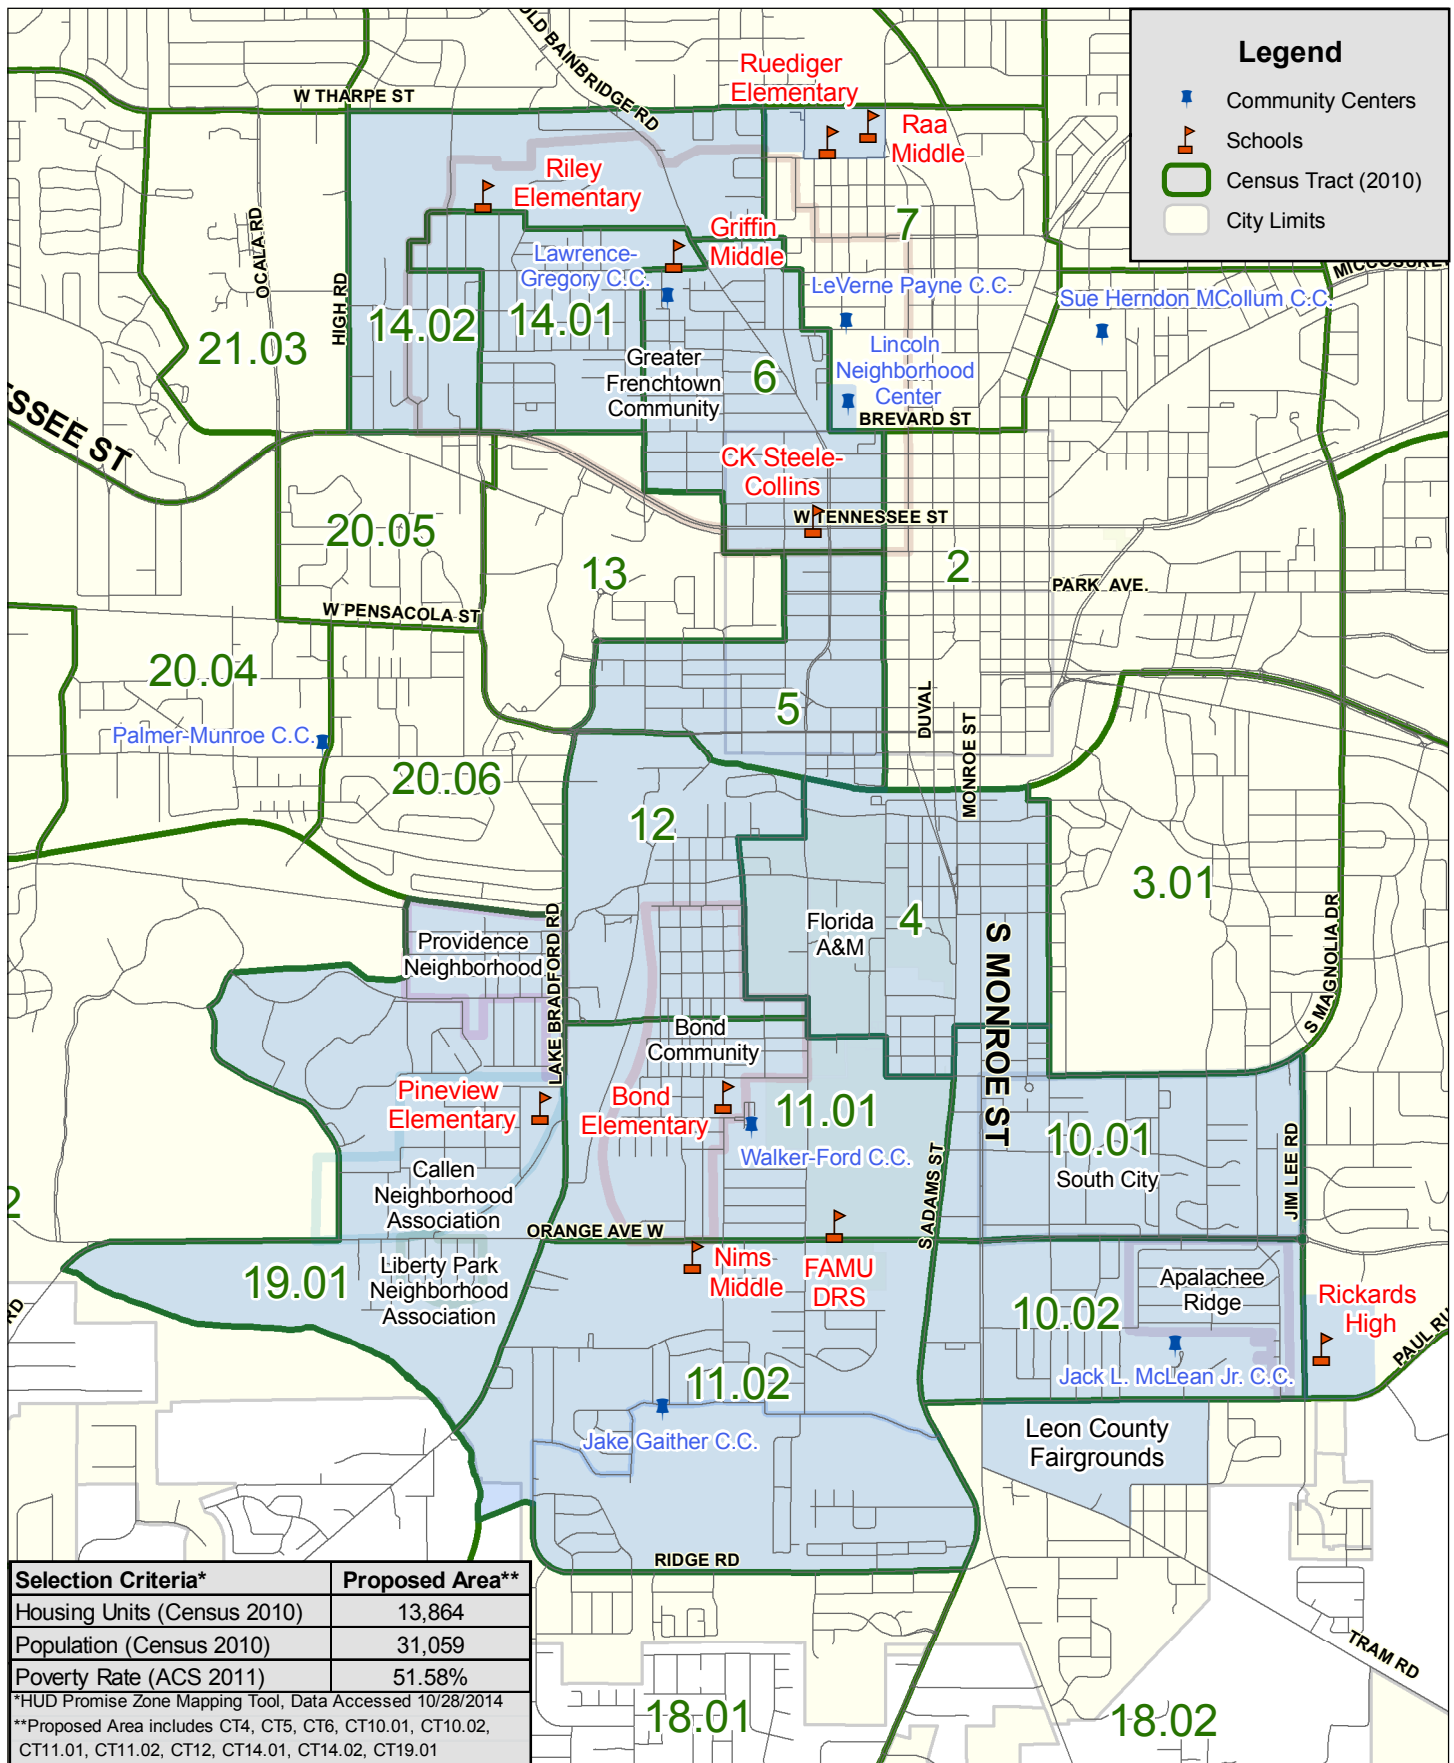 Legend
Community Centers
Schools
Census Tract (2010)
City Limits
OLD BAINBRIDGE RD
W THARPE ST
Ruediger
Elementary
Raa
Middle
Riley
Elementary
7
Griffin
Middle
OCALA RD
HIGH RD
Lawrence-
Gregory C.C.
LeVerne Payne C.C.
Sue Herndon McCollum C.C.
21.03
14.02
14.01
Greater
Frenchtown
Community
6
Lincoln
Neighborhood
Center
BREVARD ST
ESSEE ST
CK Steele-
Collins
W TENNESSEE ST
20.05
13
2
PARK AVE.
W PENSACOLA ST
20.04
5
DUVAL
MONROE ST
Palmer-Munroe C.C.
20.06
12
3.01
S MAGNOLIA DR
Florida
A&M
4
Providence
Neighborhood
LAKE BRADFORD RD
S MONROE ST
Bond
Community
Pineview
Elementary
Bond
Elementary
11.01
10.01
South City
JIM LEE RD
Walker-Ford C.C.
S ADAMS ST
Callen
Neighborhood
Association
2
ORANGE AVE W
19.01
Liberty Park
Neighborhood
Association
Nims
Middle
FAMU
DRS
Apalachee
Ridge
10.02
Rickards
High
RD
PAUL RU
11.02
Jack L. McLean Jr. C.C.
Jake Gaither C.C.
Leon County
Fairgrounds
RIDGE RD
TRAM RD
18.01
18.02
Selection Criteria* Proposed Area**
Housing Units (Census 2010) 13,864
Population (Census 2010) 31,059
Poverty Rate (ACS 2011) 51.58%
*HUD Promise Zone Mapping Tool, Data Accessed 10/28/2014
**Proposed Area includes CT4, CT5, CT6, CT10.01, CT10.02,
CT11.01, CT11.02, CT12, CT14.01, CT14.02, CT19.01